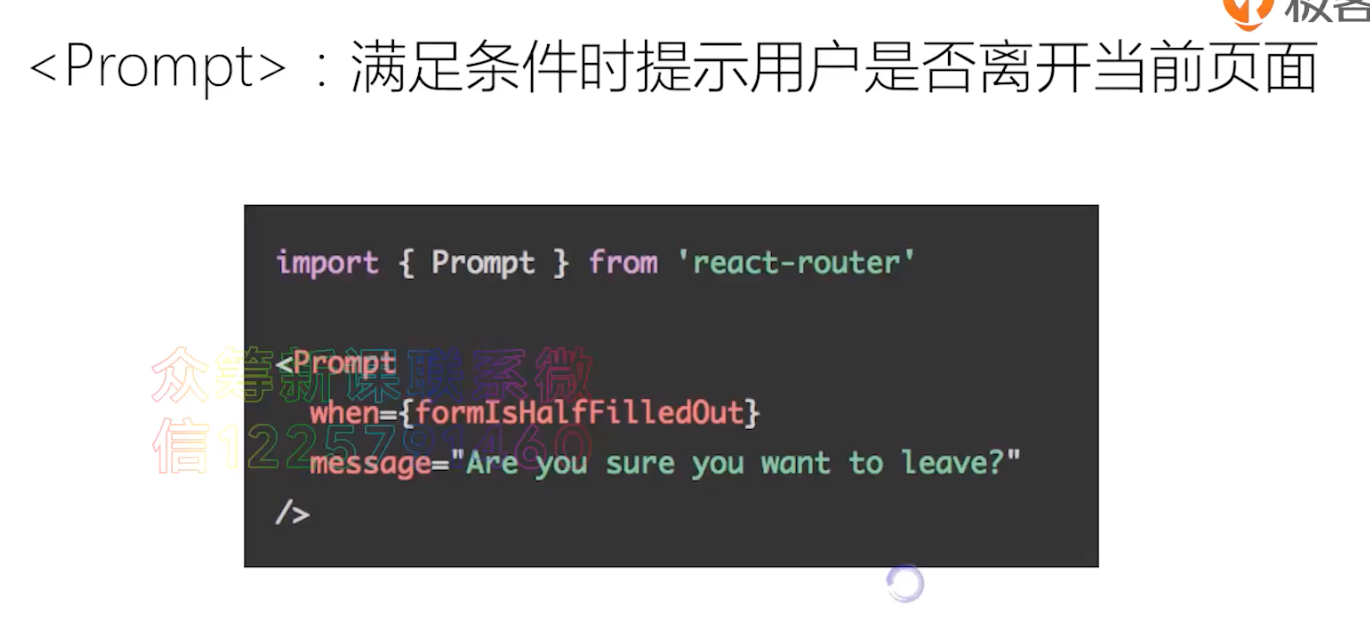 极客
<Prompt>：满足条件时提示用户是否离开当前页面
import { Prompt } from 'react-router'
<Prompt
when={formIsHalfFilledOut}
message="Are you sure you want to leave?"
/>
众筹新课联系微
信1225791460